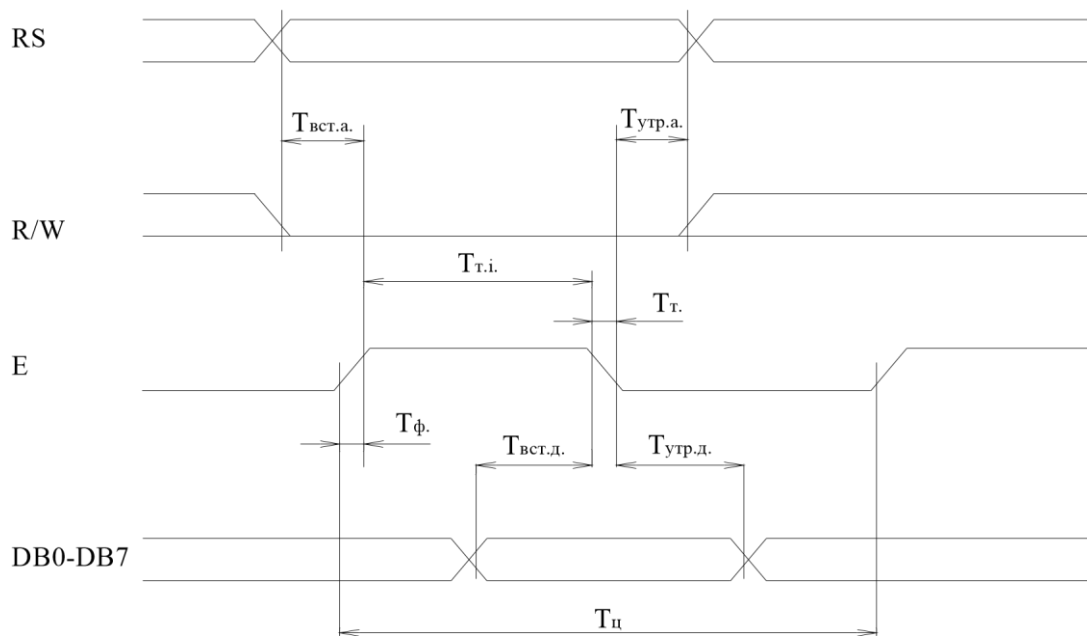 RS
Tвст.а.
Tутр.а.
R/W
Tт.і.
Tт.
E
Tф.
Tвст.д.
Tутр.д.
DB0-DB7
Tц